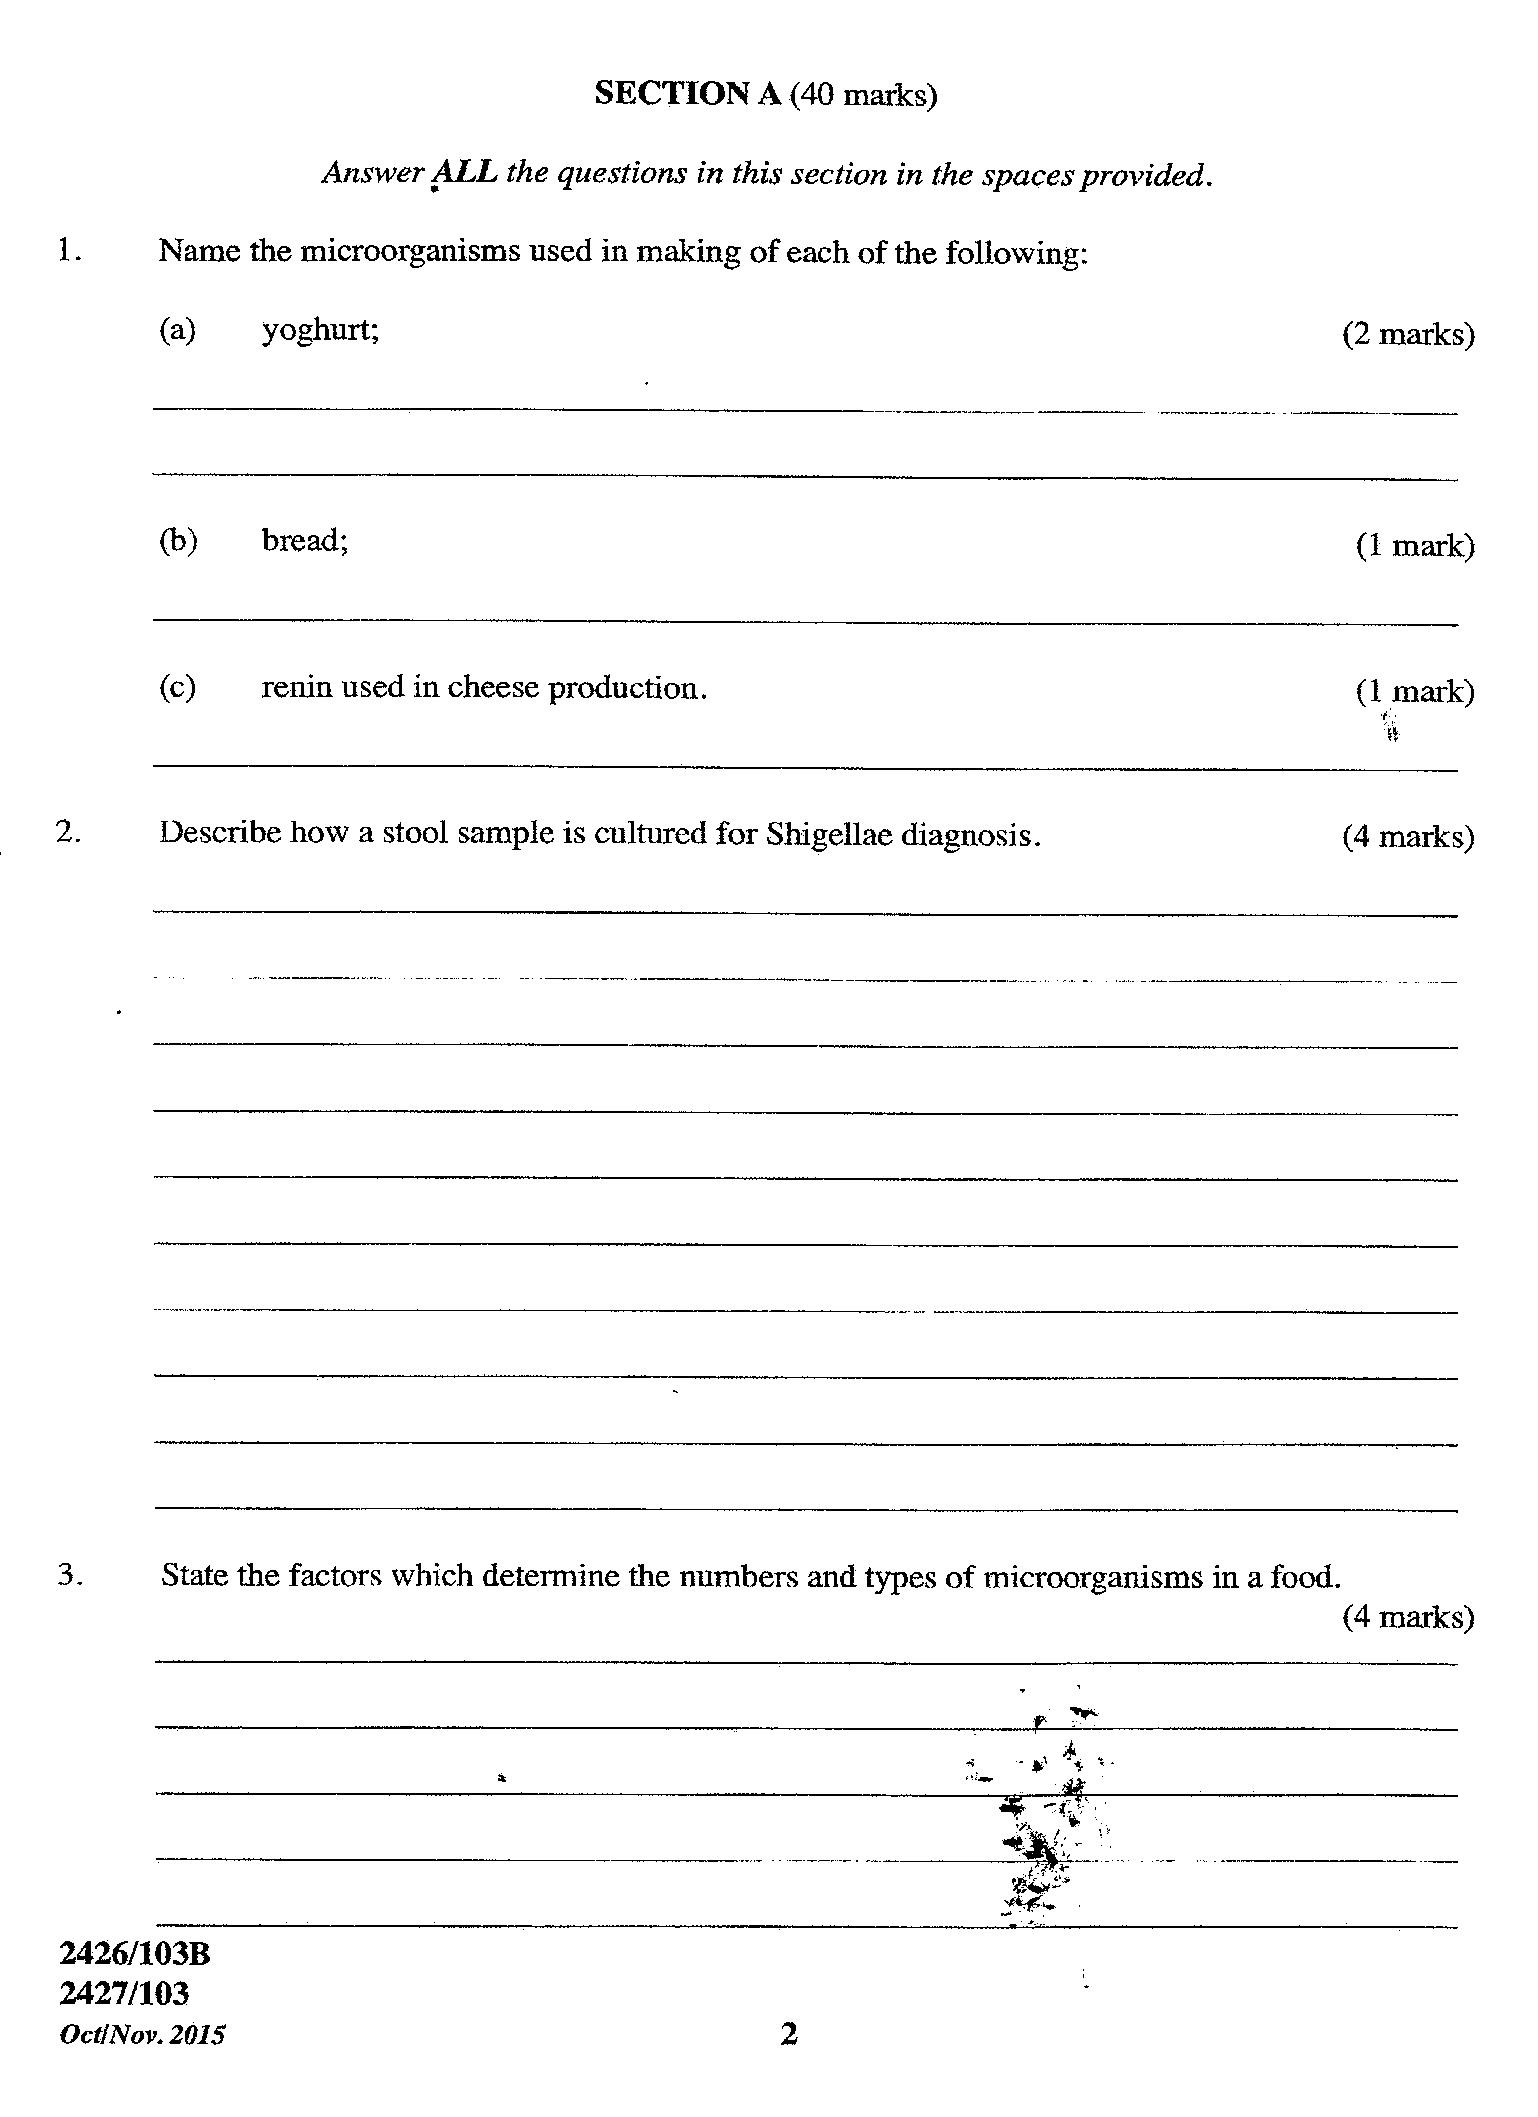 SECTION A (40 marks)
Answer ALL the questions in this section in the spaces provided.
1. Name the microorganisms used in making of each of the following:
(a) yoghurt; (2 marks)
(b) bread; (1 mark)
(c) renin used in cheese production. (1 mark)
2. Describe how a stool sample is cultured for Shigellae diagnosis. (4 marks)
3. State the factors which determine the numbers and types of microorganisms in a food.
(4 marks)
2426/103B
2427/103
Oct/Nov. 2015
2